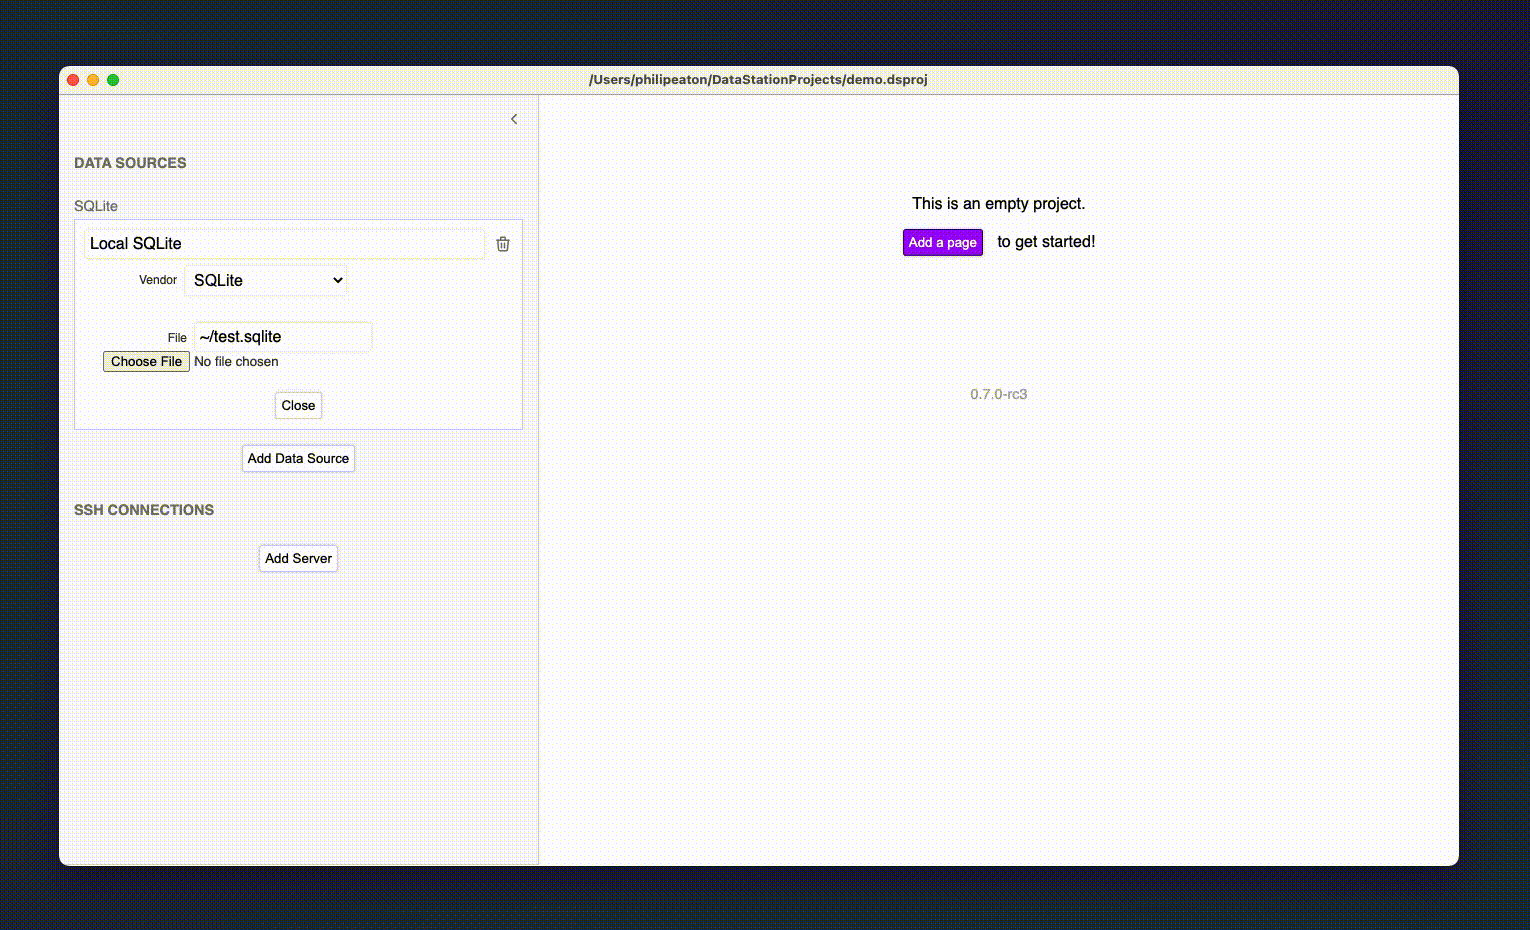 /Users/philipeaton/DataStationProjects/demo.dsproj
DATA SOURCES
SQLite
Local SQLite
Vendor SQLite
File ~/test.sqlite
Choose File No file chosen
Close
Add Data Source
SSH CONNECTIONS
Add Server
This is an empty project.
Add a page to get started!
0.7.0-rc3